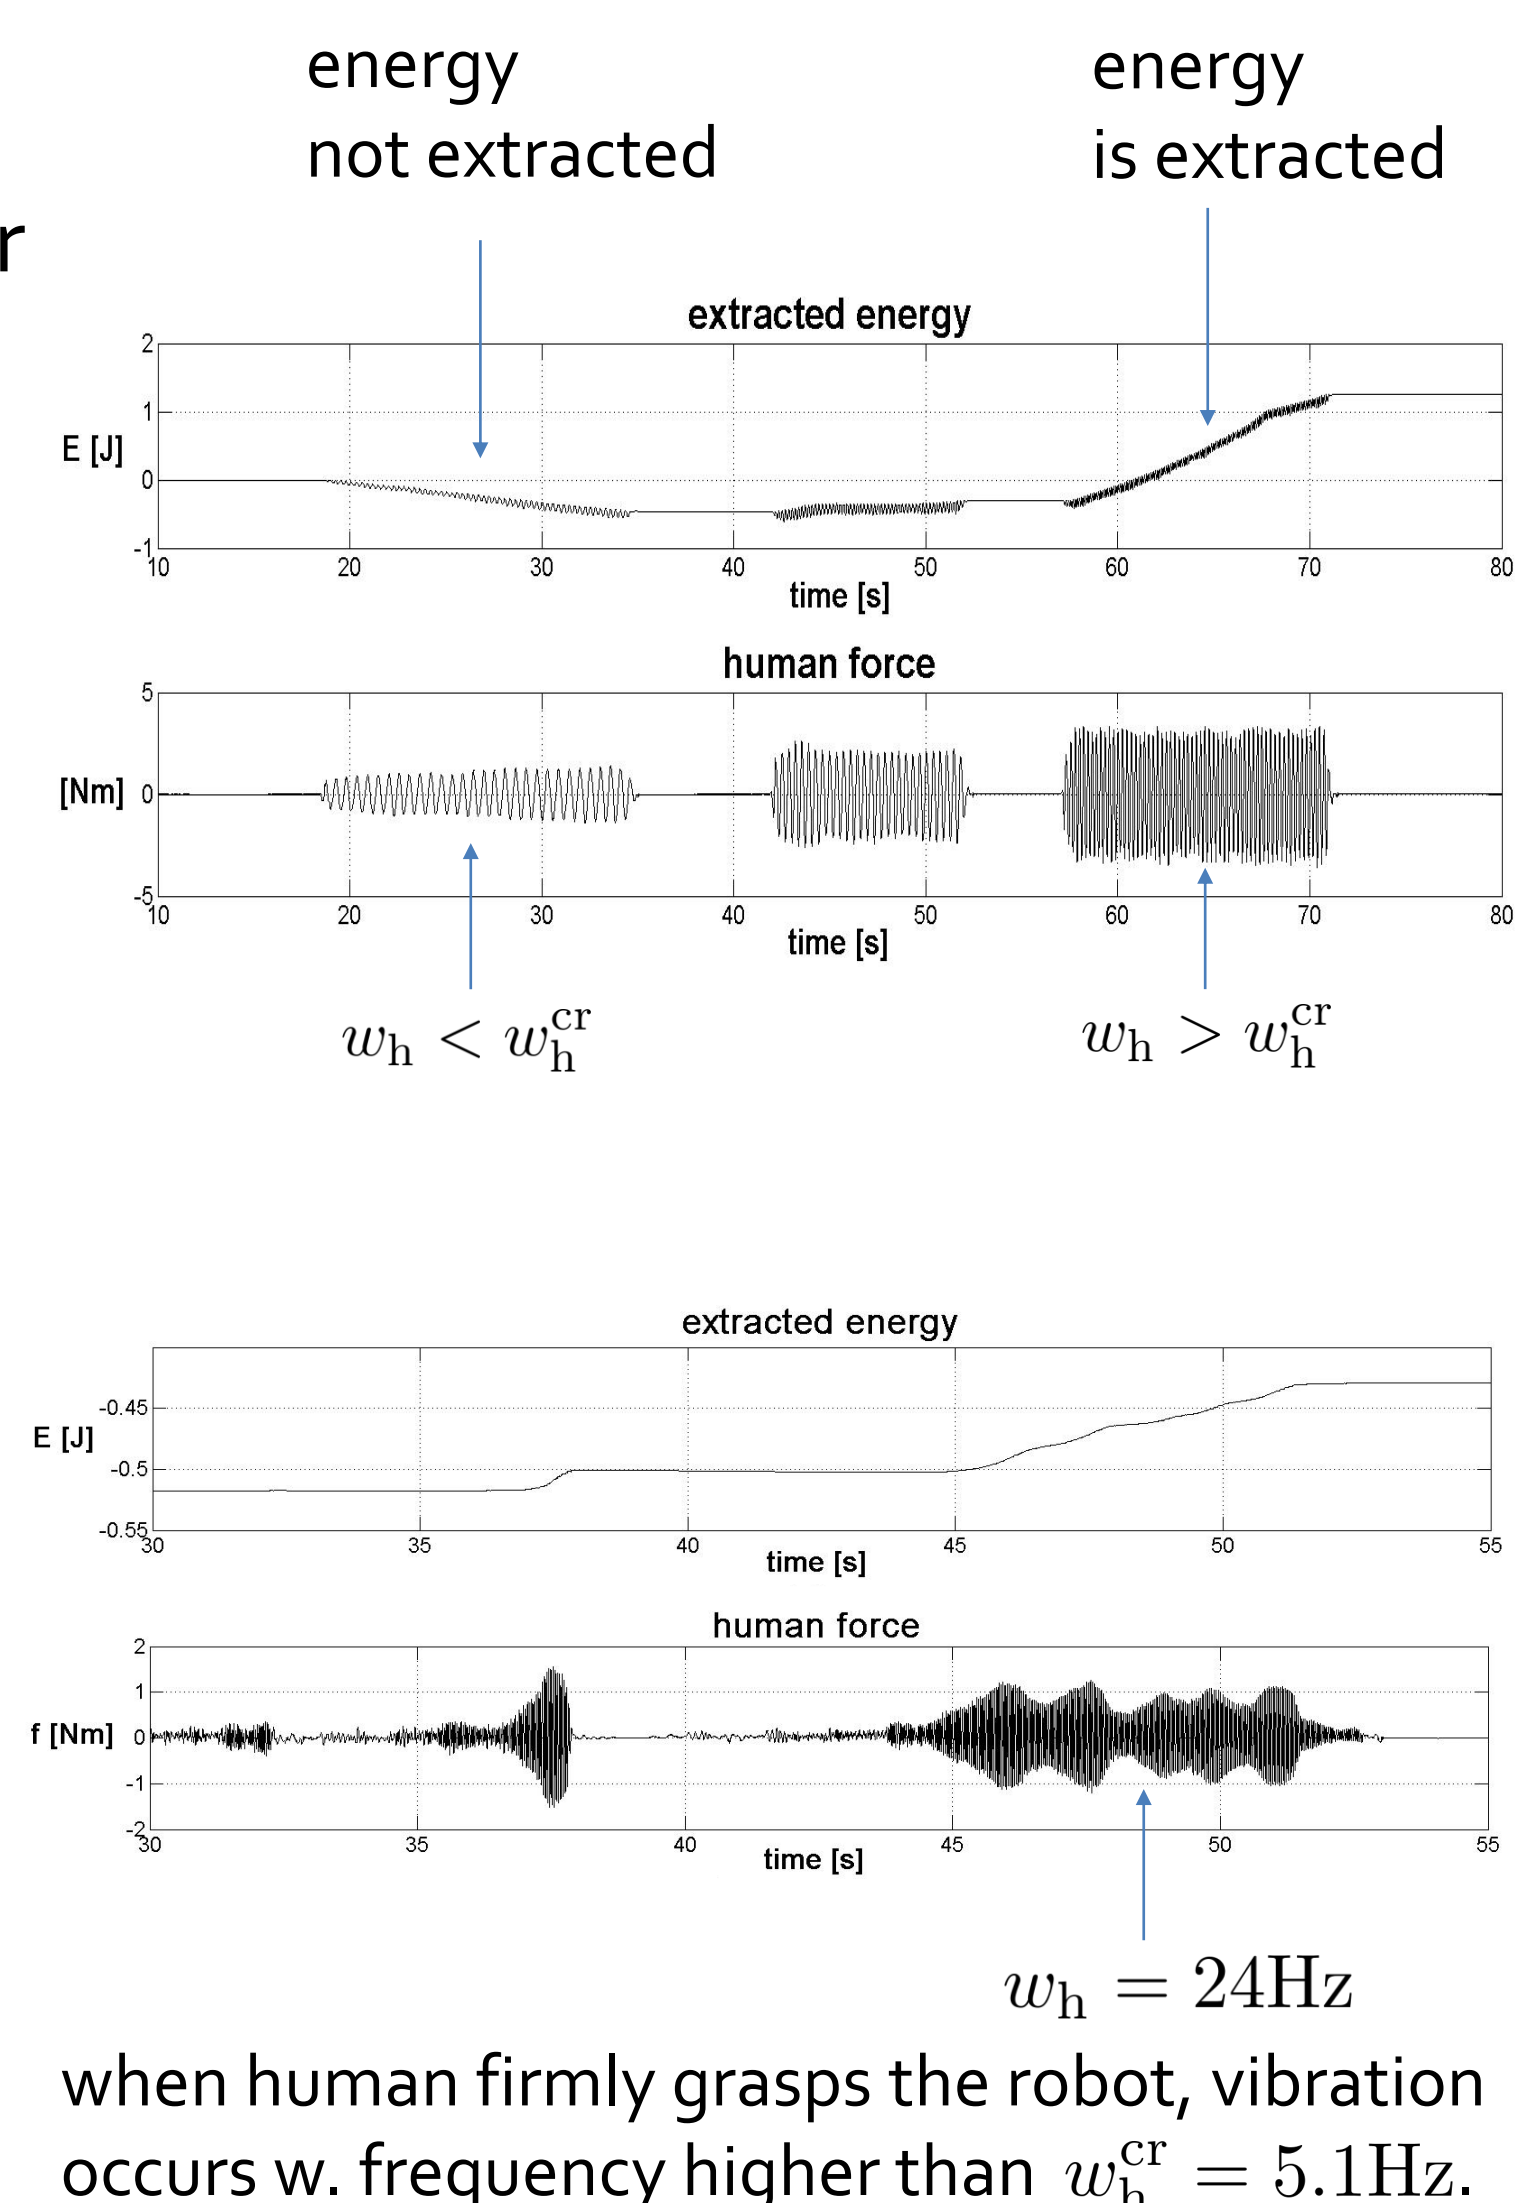 energy
not extracted
energy
is extracted
r
extracted energy
2
1
0
-1
E [J]
10 20 30 40 50 60 70 80
time [s]
human force
5
0
-5
[Nm]
10 20 30 40 50 60 70 80
time [s]
w_h < w_h^cr
w_h > w_h^cr
extracted energy
-0.45
-0.5
-0.55
E [J]
30 35 40 45 50 55
time [s]
human force
2
1
0
-1
-2
f [Nm]
30 35 40 45 50 55
time [s]
w_h = 24Hz
when human firmly grasps the robot, vibration
occurs w. frequency higher than w_h^cr = 5.1Hz.